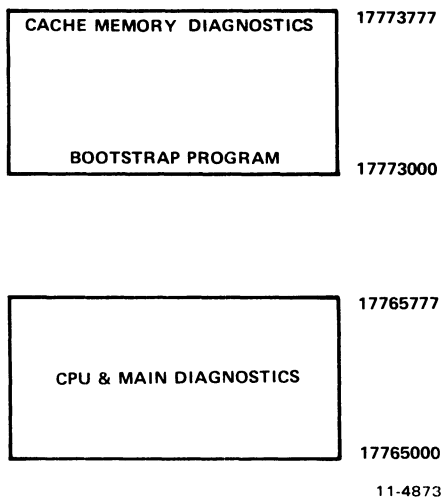 CACHE MEMORY DIAGNOSTICS
17773777
BOOTSTRAP PROGRAM
17773000
17765777
CPU & MAIN DIAGNOSTICS
17765000
11-4873